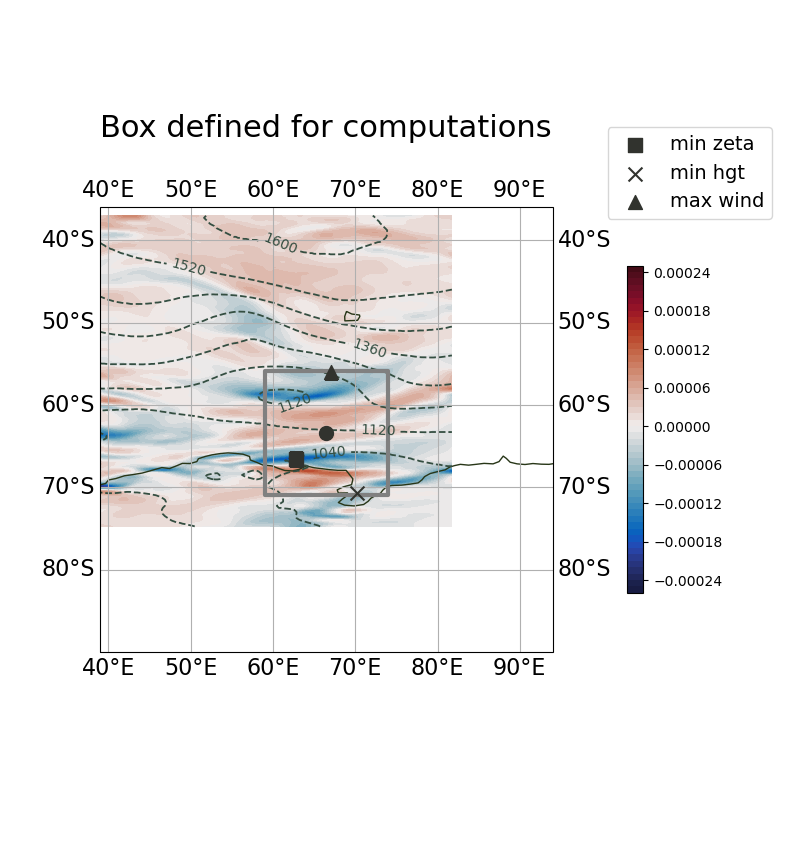 Box defined for computations
min zeta
min hgt
max wind
40°E 50°E 60°E 70°E 80°E 90°E
40°S 40°S
50°S 50°S
60°S 60°S
70°S 70°S
80°S 80°S
40°E 50°E 60°E 70°E 80°E 90°E
1600
1520
1360
1120
1120
1040
0.00024
0.00018
0.00012
0.00006
0.00000
−0.00006
−0.00012
−0.00018
−0.00024